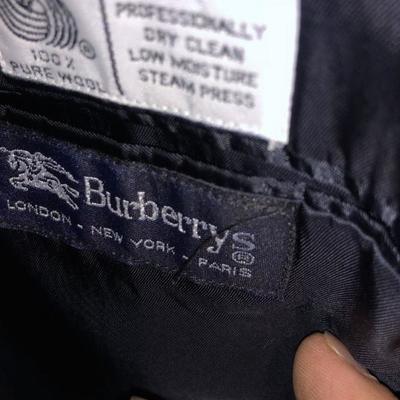 PROFESSIONALLY
DRY CLEAN
LOW MOISTURE
STEAM PRESS
100%
PURE WOOL
Burberrys
LONDON - NEW YORK - PARIS